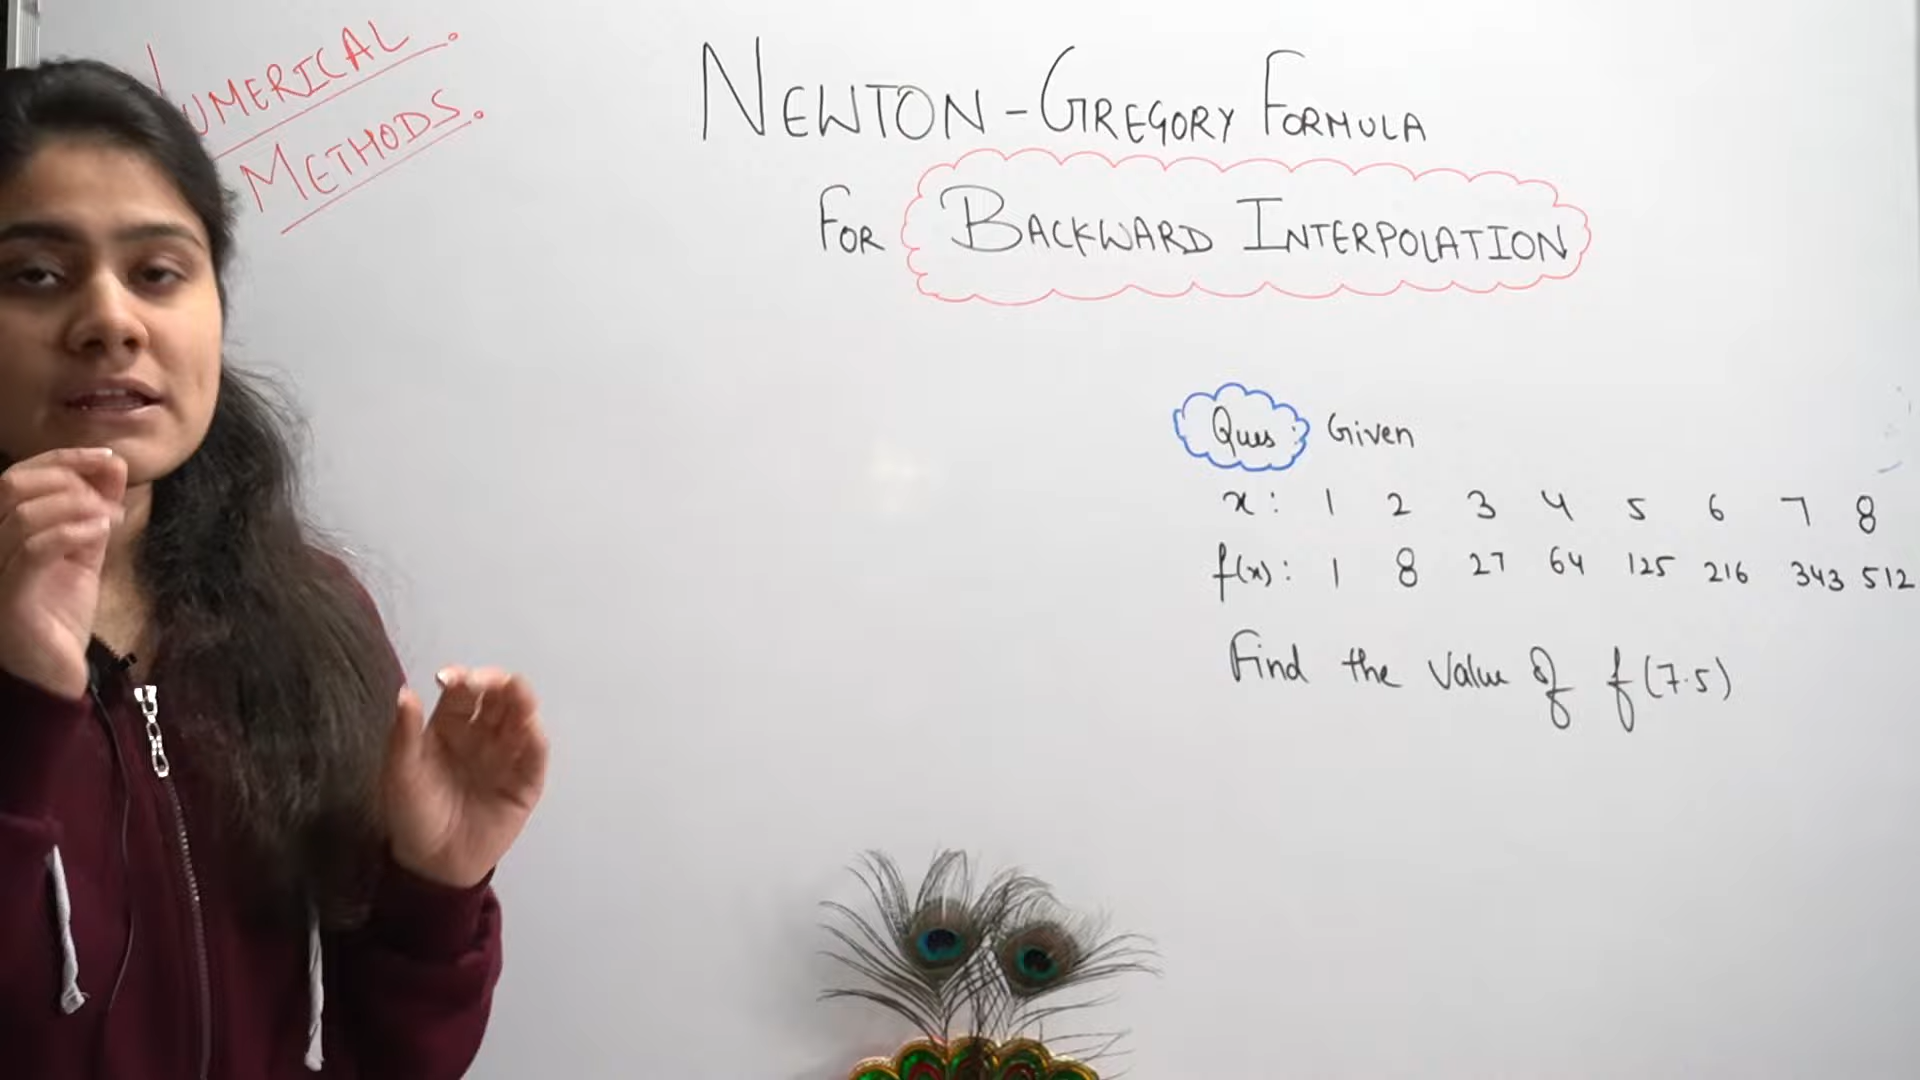 NUMERICAL.
METHODS.
NEWTON-GREGORY FORMULA
FOR BACKWARD INTERPOLATION
Ques: Given
x: 1 2 3 4 5 6 7 8
f(x): 1 8 27 64 125 216 343 512
Find the Value of f(7.5)